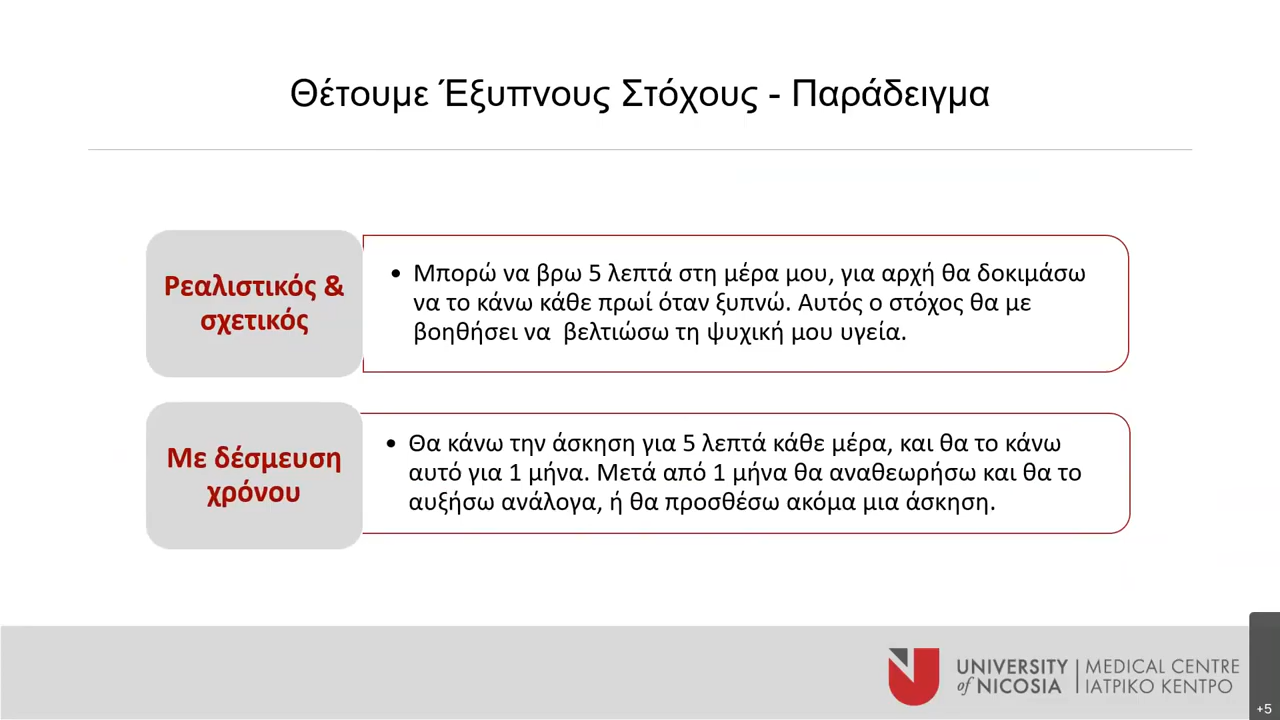 Θέτουμε Έξυπνους Στόχους - Παράδειγμα
Ρεαλιστικός &
σχετικός
• Μπορώ να βρω 5 λεπτά στη μέρα μου, για αρχή θα δοκιμάσω
να το κάνω κάθε πρωί όταν ξυπνώ. Αυτός ο στόχος θα με
βοηθήσει να  βελτιώσω τη ψυχική μου υγεία.
Με δέσμευση
χρόνου
• Θα κάνω την άσκηση για 5 λεπτά κάθε μέρα, και θα το κάνω
αυτό για 1 μήνα. Μετά από 1 μήνα θα αναθεωρήσω και θα το
αυξήσω ανάλογα, ή θα προσθέσω ακόμα μια άσκηση.
UNIVERSITY
of NICOSIA
MEDICAL CENTRE
ΙΑΤΡΙΚΟ ΚΕΝΤΡΟ
+5